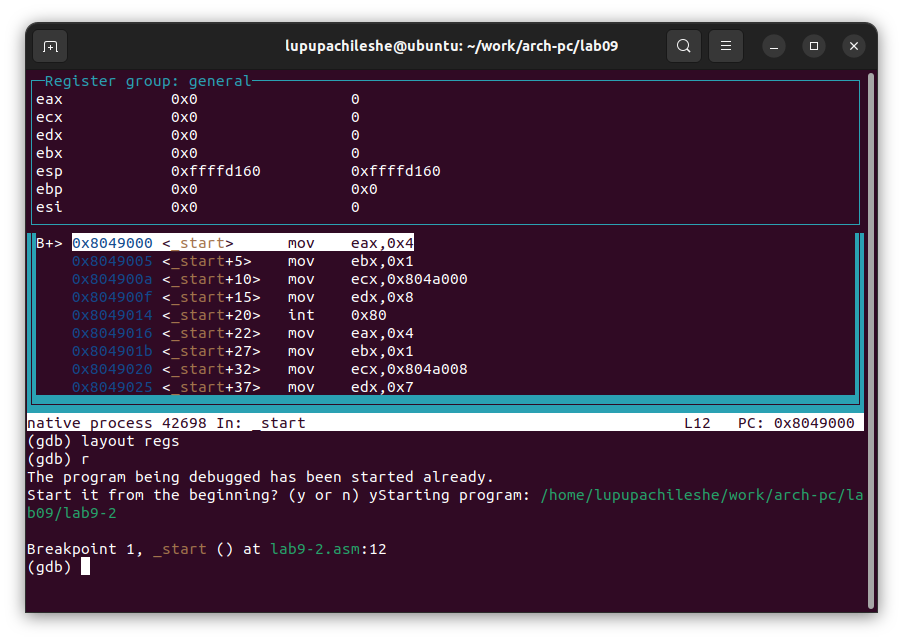 lupupachileshe@ubuntu: ~/work/arch-pc/lab09
Register group: general
eax 0x0 0
ecx 0x0 0
edx 0x0 0
ebx 0x0 0
esp 0xffffd160 0xffffd160
ebp 0x0 0x0
esi 0x0 0
B+> 0x8049000 <_start> mov eax,0x4
0x8049005 <_start+5> mov ebx,0x1
0x804900a <_start+10> mov ecx,0x804a000
0x804900f <_start+15> mov edx,0x8
0x8049014 <_start+20> int 0x80
0x8049016 <_start+22> mov eax,0x4
0x804901b <_start+27> mov ebx,0x1
0x8049020 <_start+32> mov ecx,0x804a008
0x8049025 <_start+37> mov edx,0x7
native process 42698 In: _start L12 PC: 0x8049000
(gdb) layout regs
(gdb) r
The program being debugged has been started already.
Start it from the beginning? (y or n) yStarting program: /home/lupupachileshe/work/arch-pc/la
b09/lab9-2
Breakpoint 1, _start () at lab9-2.asm:12
(gdb)